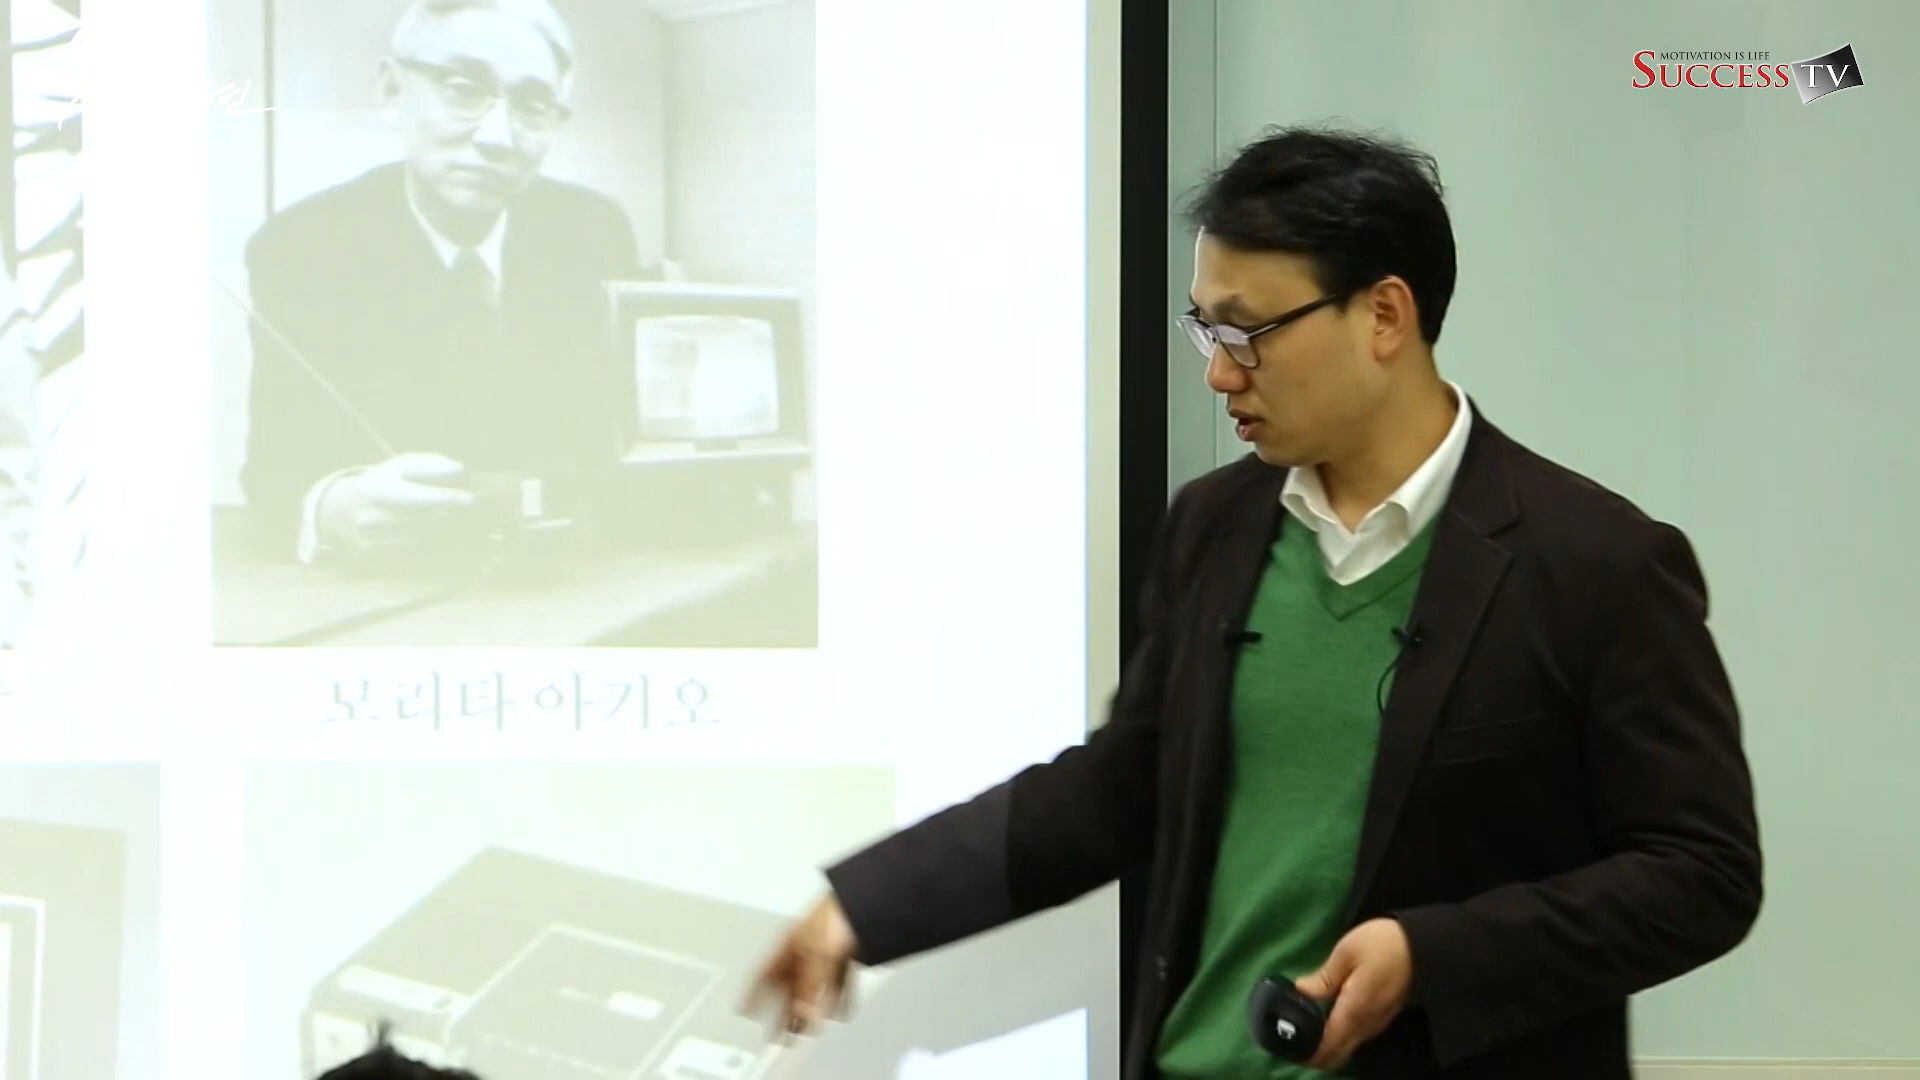 MOTIVATION IS LIFE
SUCCESS TV
모리타 아키오